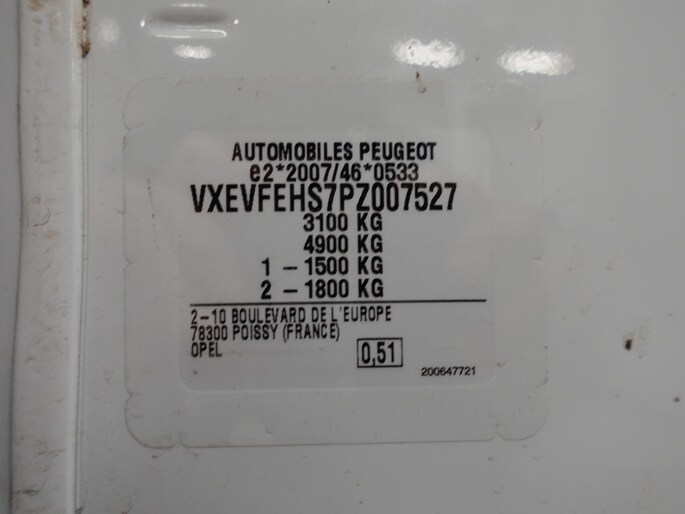 AUTOMOBILES PEUGEOT
e2*2007/46*0533
VXEVFEHS7PZ007527
3100 KG
4900 KG
1 – 1500 KG
2 – 1800 KG
2–10 BOULEVARD DE L'EUROPE
78300 POISSY (FRANCE)
OPEL
0,51
200647721